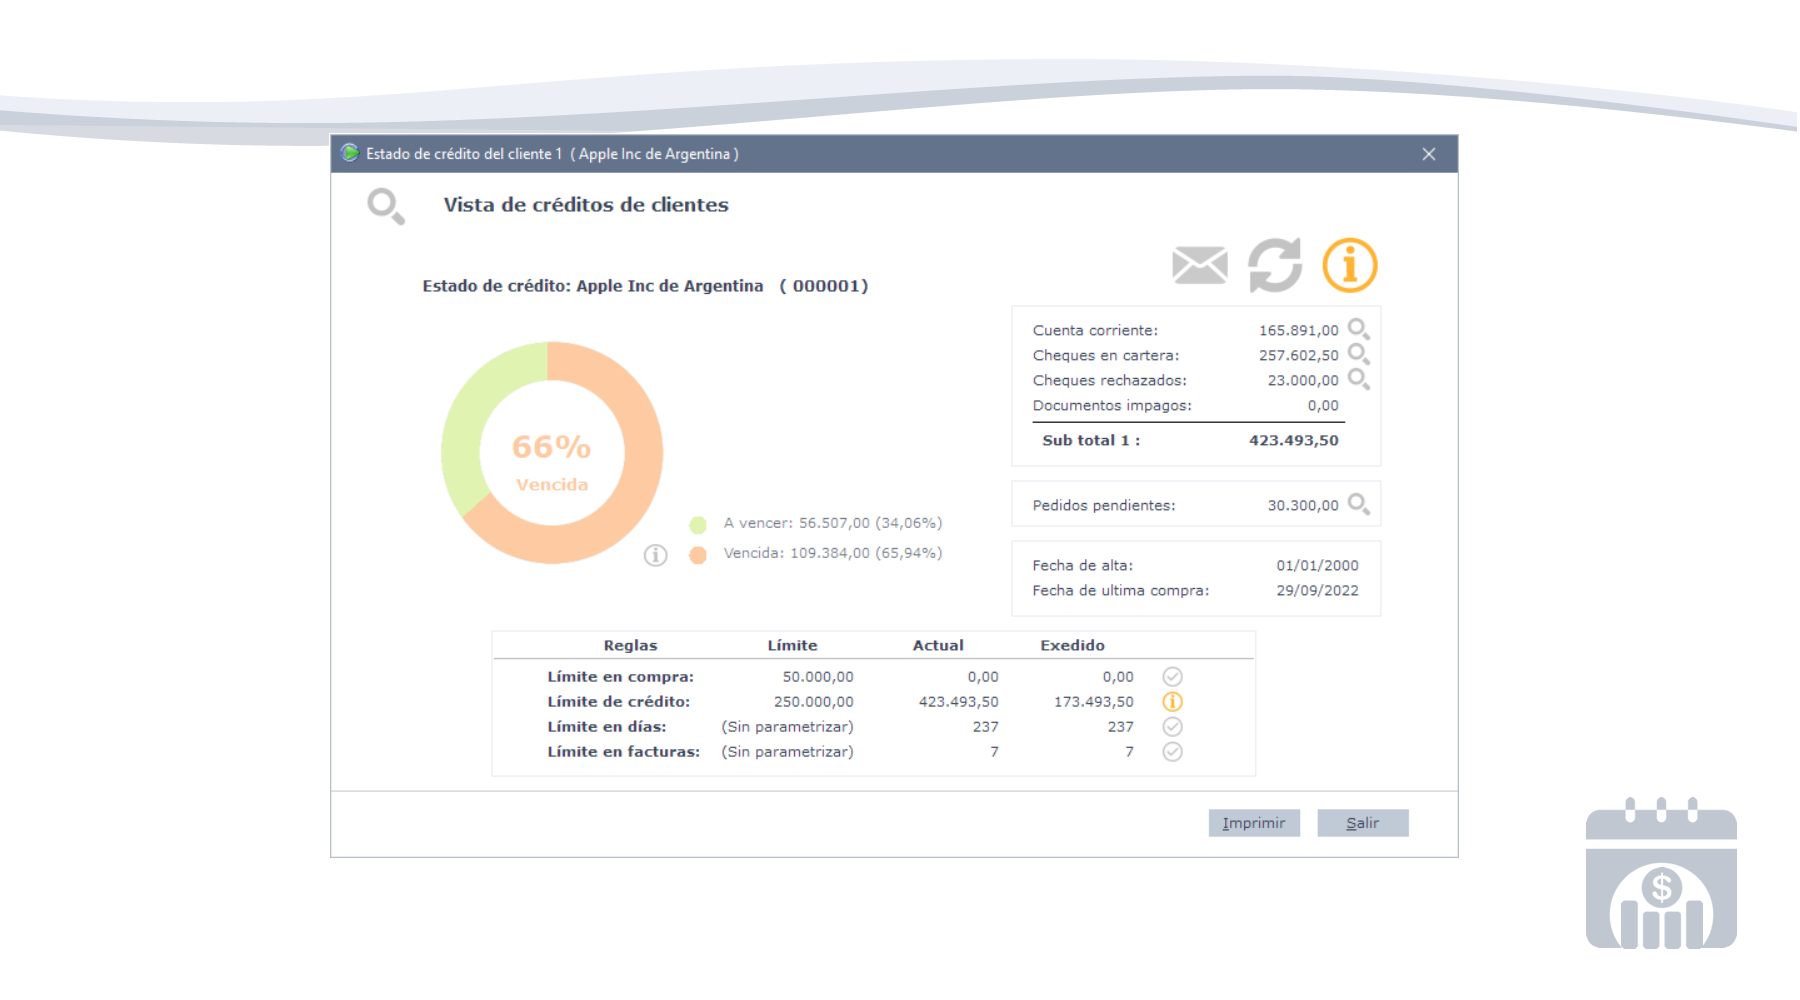 Estado de crédito del cliente 1 ( Apple Inc de Argentina )
Vista de créditos de clientes
Estado de crédito: Apple Inc de Argentina ( 000001)
66%
Vencida
A vencer: 56.507,00 (34,06%)
Vencida: 109.384,00 (65,94%)
Cuenta corriente: 165.891,00
Cheques en cartera: 257.602,50
Cheques rechazados: 23.000,00
Documentos impagos: 0,00
Sub total 1 : 423.493,50
Pedidos pendientes: 30.300,00
Fecha de alta: 01/01/2000
Fecha de ultima compra: 29/09/2022
Reglas Límite Actual Exedido
Límite en compra: 50.000,00 0,00 0,00
Límite de crédito: 250.000,00 423.493,50 173.493,50
Límite en días: (Sin parametrizar) 237 237
Límite en facturas: (Sin parametrizar) 7 7
Imprimir Salir
$